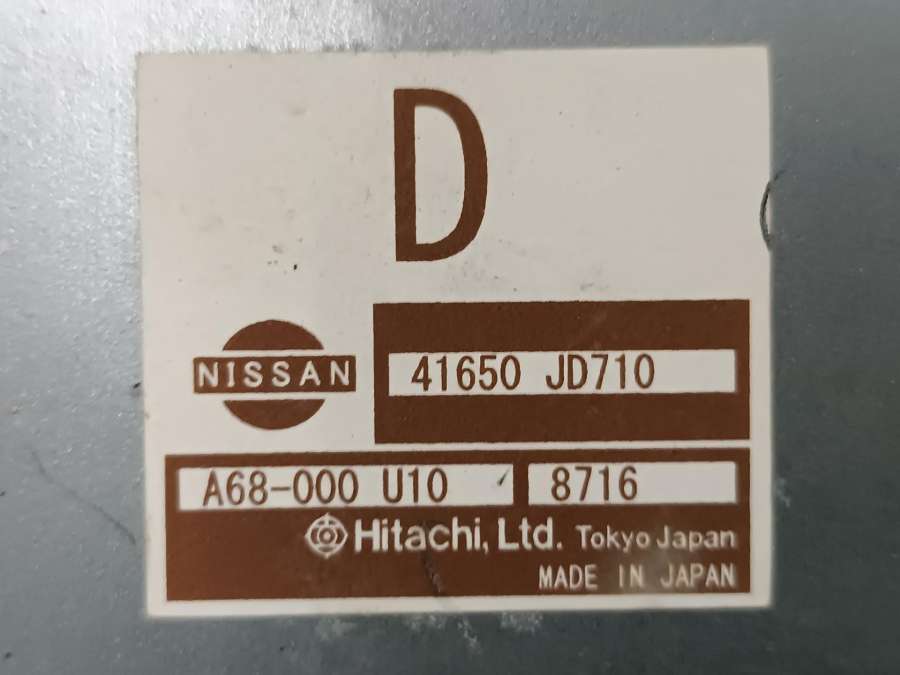 D
NISSAN
41650 JD710
A68-000 U10
8716
Hitachi, Ltd. Tokyo Japan
MADE IN JAPAN